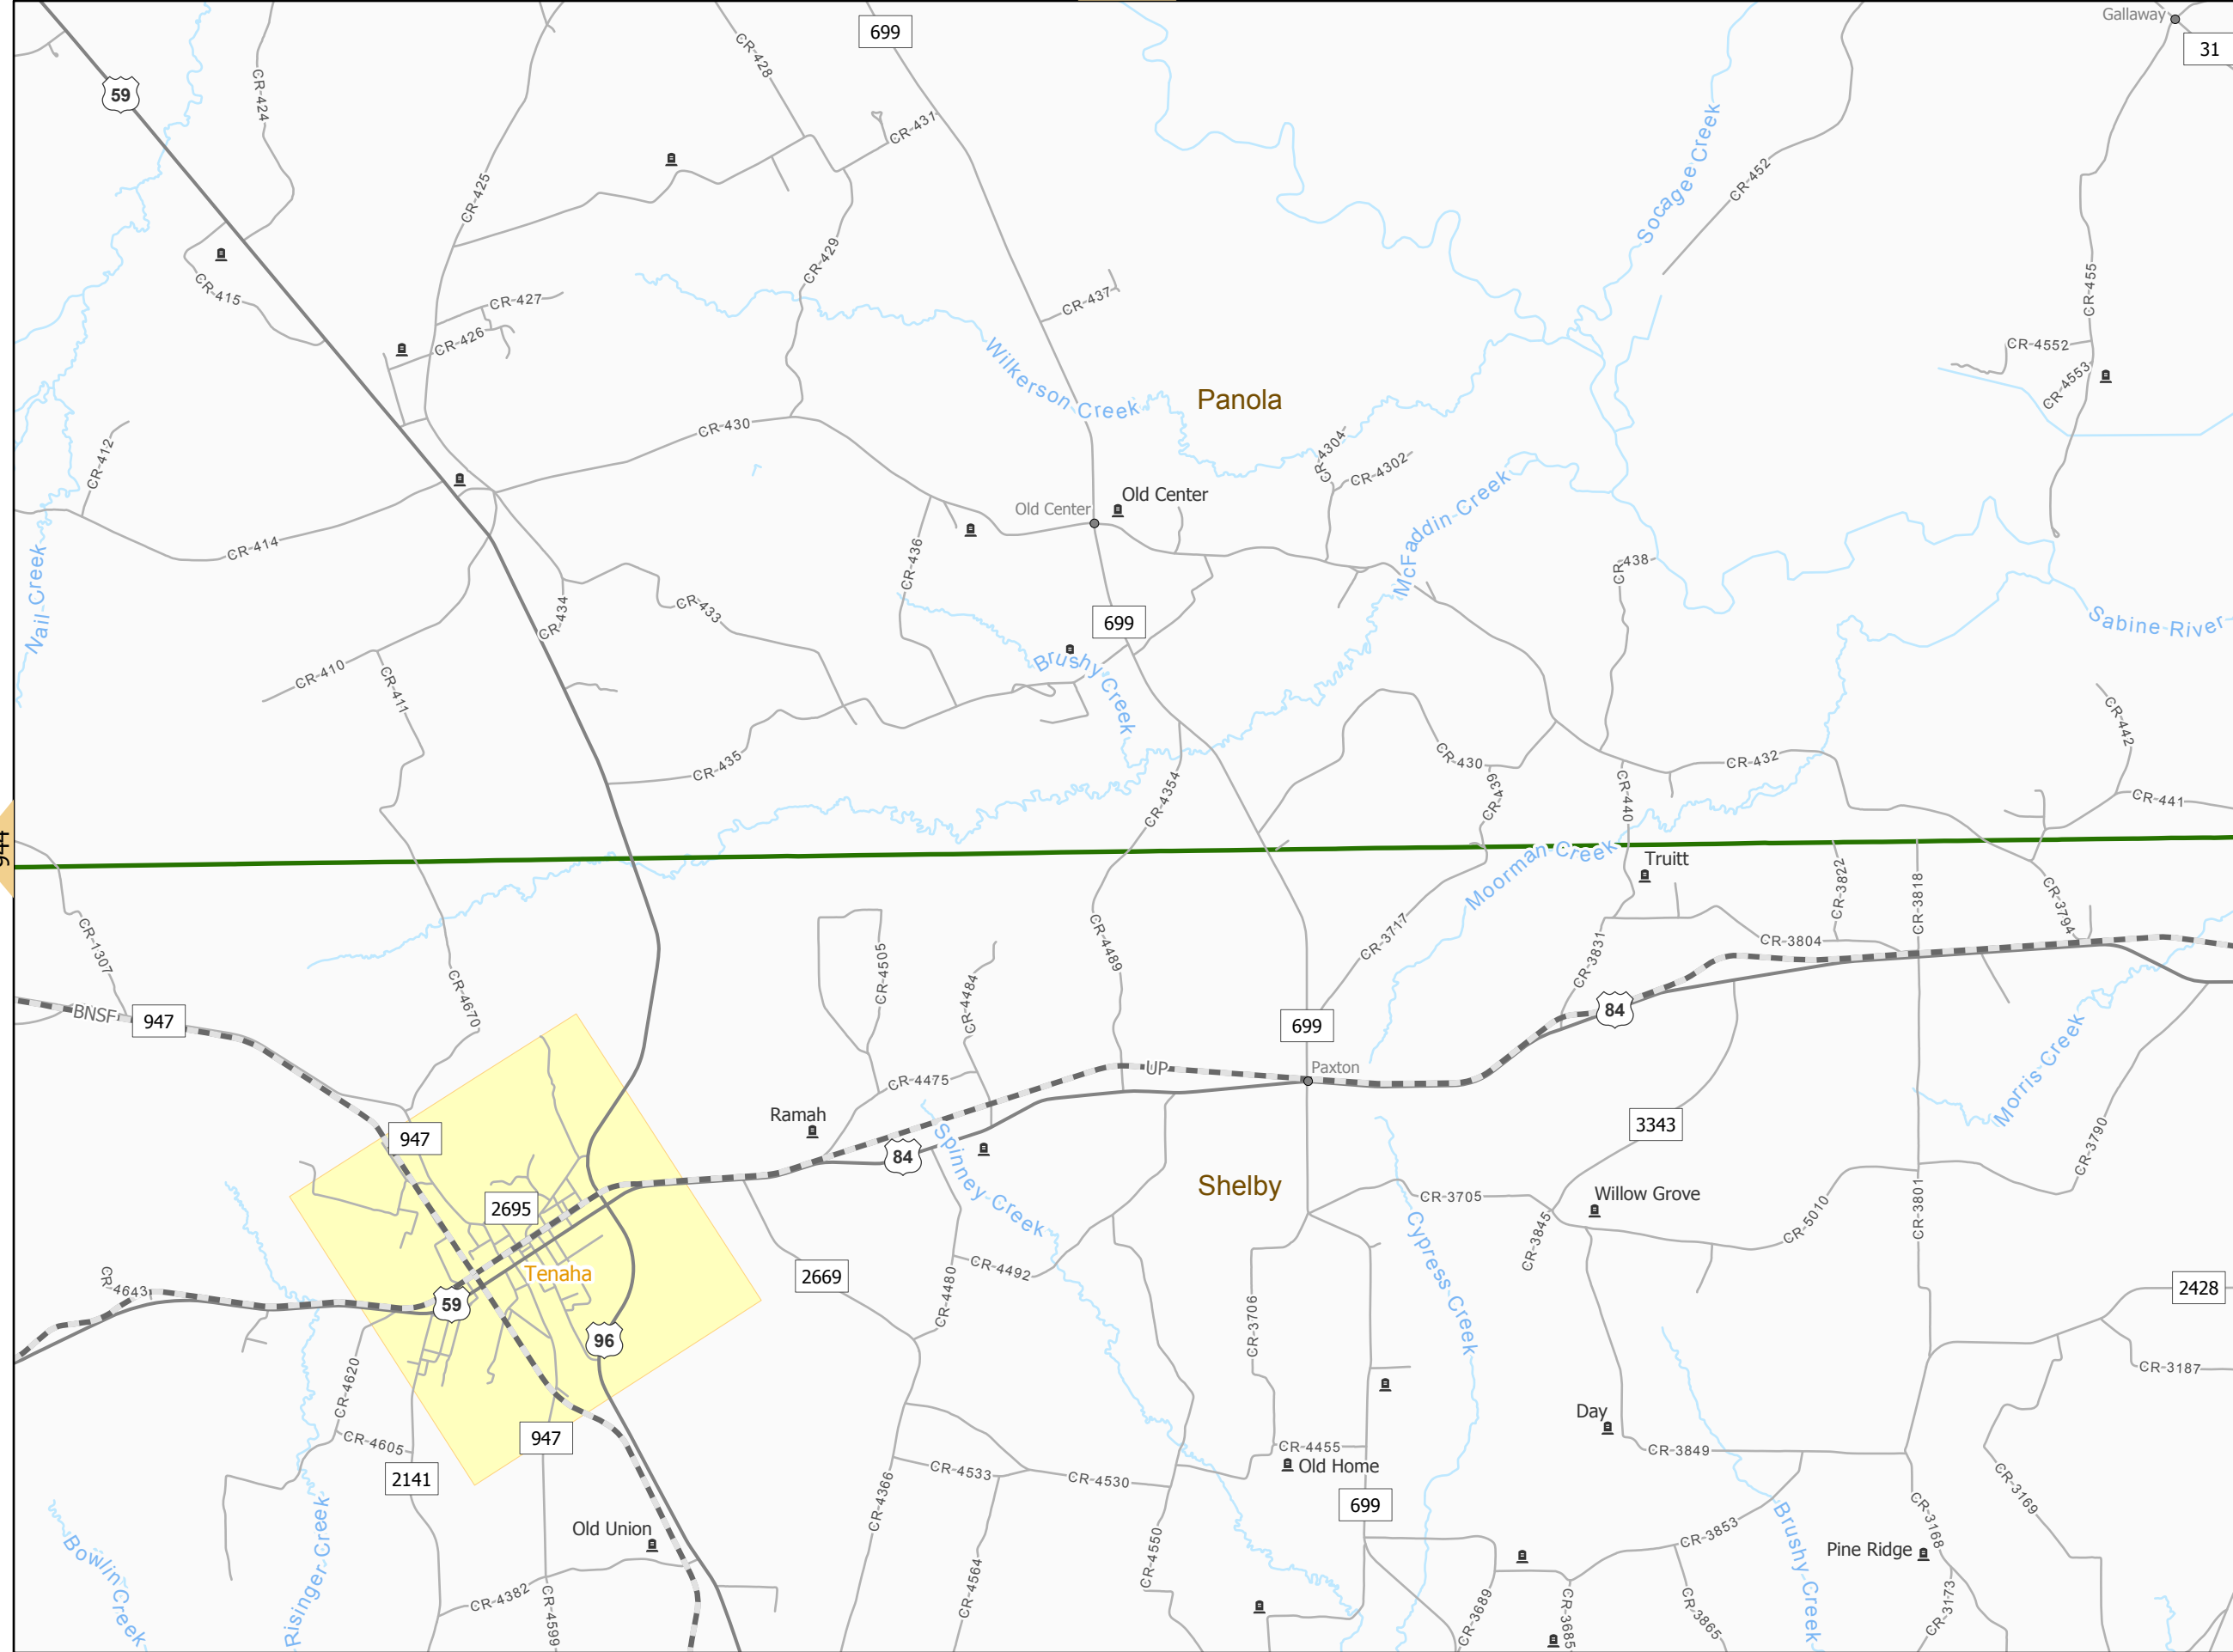 Gallaway
31
699
59
CR-428
CR-424
CR-431
CR-425
Socagee Creek
CR-452
CR-429
CR-415
CR-427
CR-437
CR-455
CR-426
Wilkerson Creek
CR-4552
CR-4553
Panola
CR-430
CR-412
CR-4304
CR-4302
Old Center
Old Center
McFaddin Creek
CR-414
CR-436
CR-438
Nail Creek
CR-434
CR-433
699
Sabine River
Brushy Creek
CR-410
CR-411
CR-442
CR-435
CR-430
CR-432
CR-439
CR-4354
CR-440
CR-441
944
Moorman Creek
Truitt
CR-3822
CR-3818
CR-3794
CR-1307
CR-4489
CR-3717
CR-3804
CR-4505
CR-3831
CR-4484
CR-4670
BNSF
947
699
84
UP
Paxton
CR-4475
Morris Creek
Ramah
947
84
3343
CR-3790
Spinney Creek
Shelby
2695
CR-3705
Willow Grove
CR-3801
CR-5010
CR-3845
Cypress Creek
Tenaha
2669
CR-4492
CR-4643
CR-4480
2428
59
CR-3706
96
CR-3187
CR-4620
Day
947
CR-4605
CR-4455
CR-3849
Old Home
2141
CR-4533
CR-4530
CR-3169
CR-4366
699
Old Union
CR-3168
CR-3853
Brushy Creek
Pine Ridge
Bowlin Creek
Risinger Creek
CR-4550
CR-4382
CR-4564
CR-4599
CR-3689
CR-3685
CR-3865
CR-3173